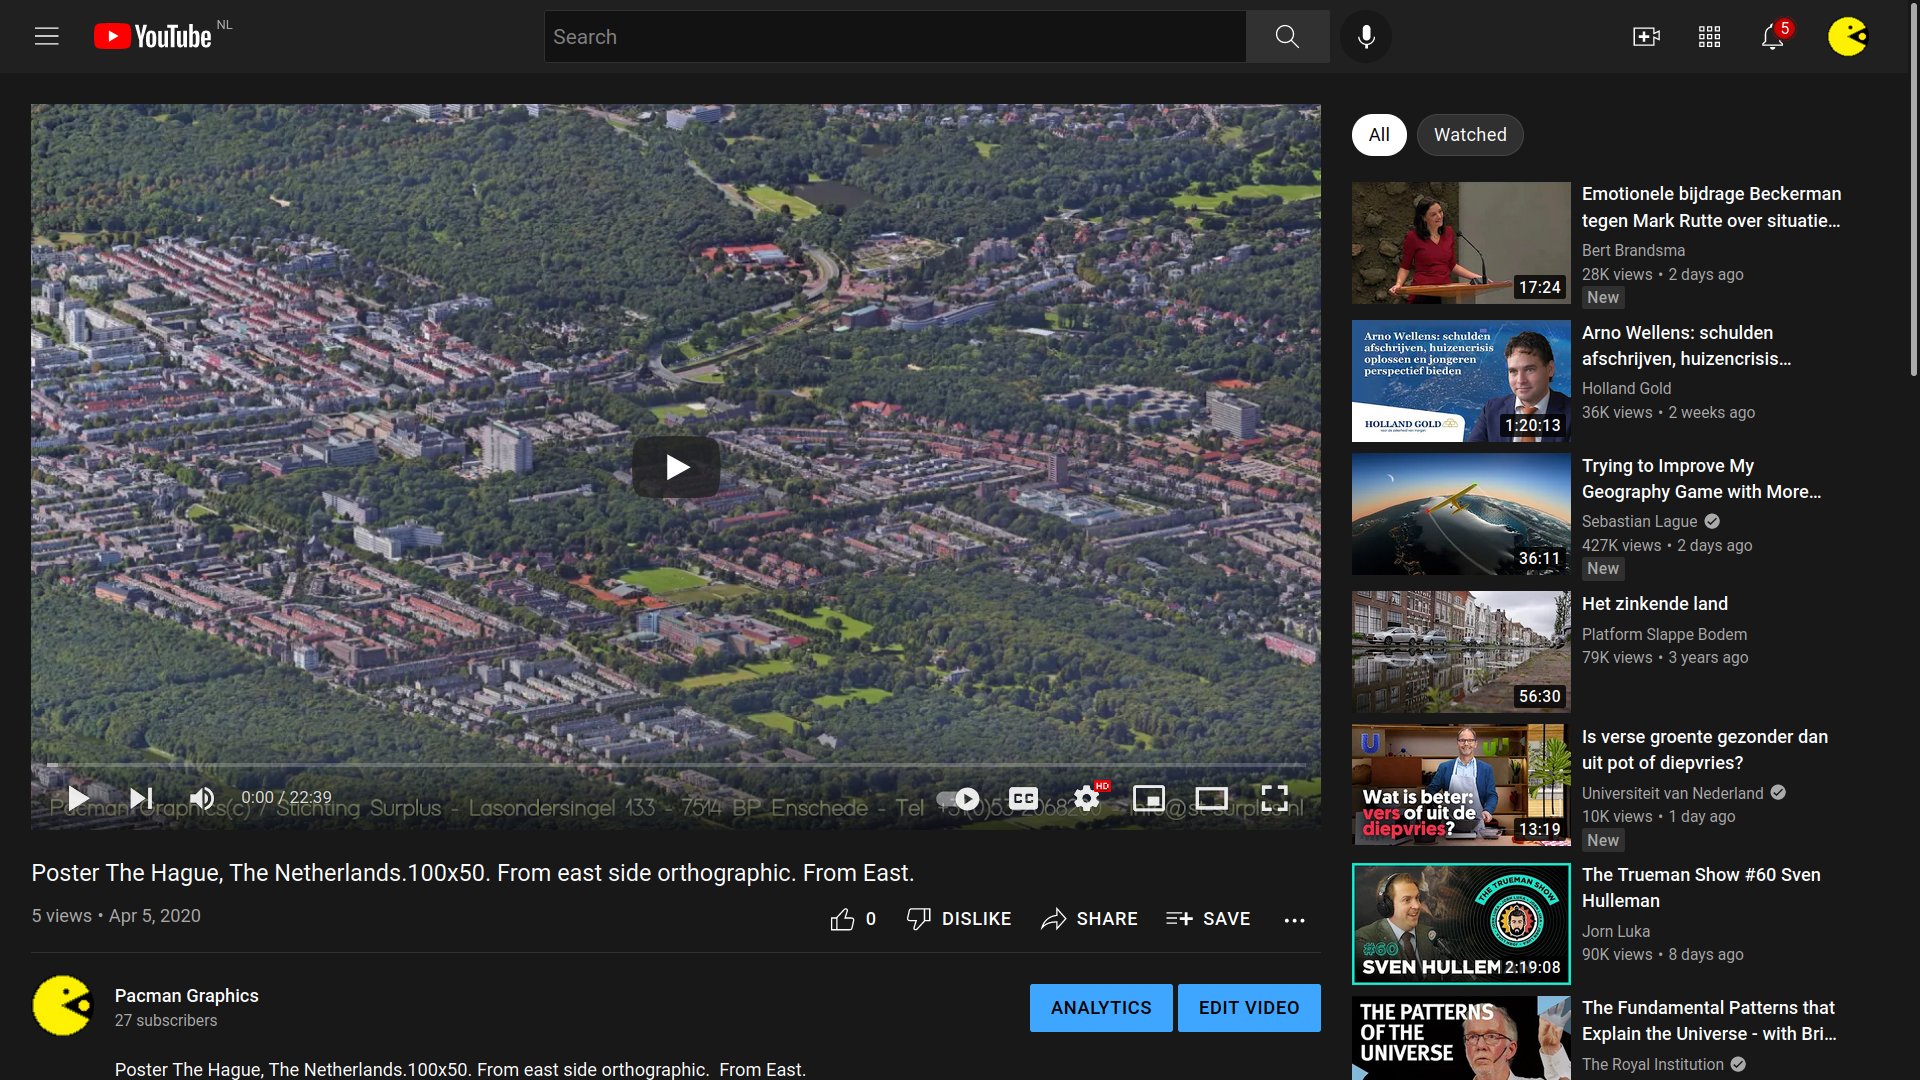 YouTube NL
Search
5
All
Watched
Pacman Graphics(c) / Stichting Surplus - Lasondersingel 133 - 7514 BP Enschede - Tel
0:00 / 22:39
CC
HD
Poster The Hague, The Netherlands.100x50. From east side orthographic. From East.
5 views • Apr 5, 2020
0
DISLIKE
SHARE
SAVE
Pacman Graphics
27 subscribers
ANALYTICS
EDIT VIDEO
Poster The Hague, The Netherlands.100x50. From east side orthographic. From East.
17:24
Emotionele bijdrage Beckerman
tegen Mark Rutte over situatie...
Bert Brandsma
28K views • 2 days ago
New
Arno Wellens: schulden
afschrijven, huizencrisis
oplossen en jongeren
perspectief bieden
HOLLAND GOLD
1:20:13
Arno Wellens: schulden
afschrijven, huizencrisis...
Holland Gold
36K views • 2 weeks ago
36:11
Trying to Improve My
Geography Game with More...
Sebastian Lague
427K views • 2 days ago
New
56:30
Het zinkende land
Platform Slappe Bodem
79K views • 3 years ago
Wat is beter:
vers of uit de
diepvries?
13:19
Is verse groente gezonder dan
uit pot of diepvries?
Universiteit van Nederland
10K views • 1 day ago
New
THE TRUEMAN SHOW
#60
SVEN HULLEM
2:19:08
The Trueman Show #60 Sven
Hulleman
Jorn Luka
90K views • 8 days ago
THE PATTERNS
OF THE
UNIVERSE
The Fundamental Patterns that
Explain the Universe - with Bri...
The Royal Institution